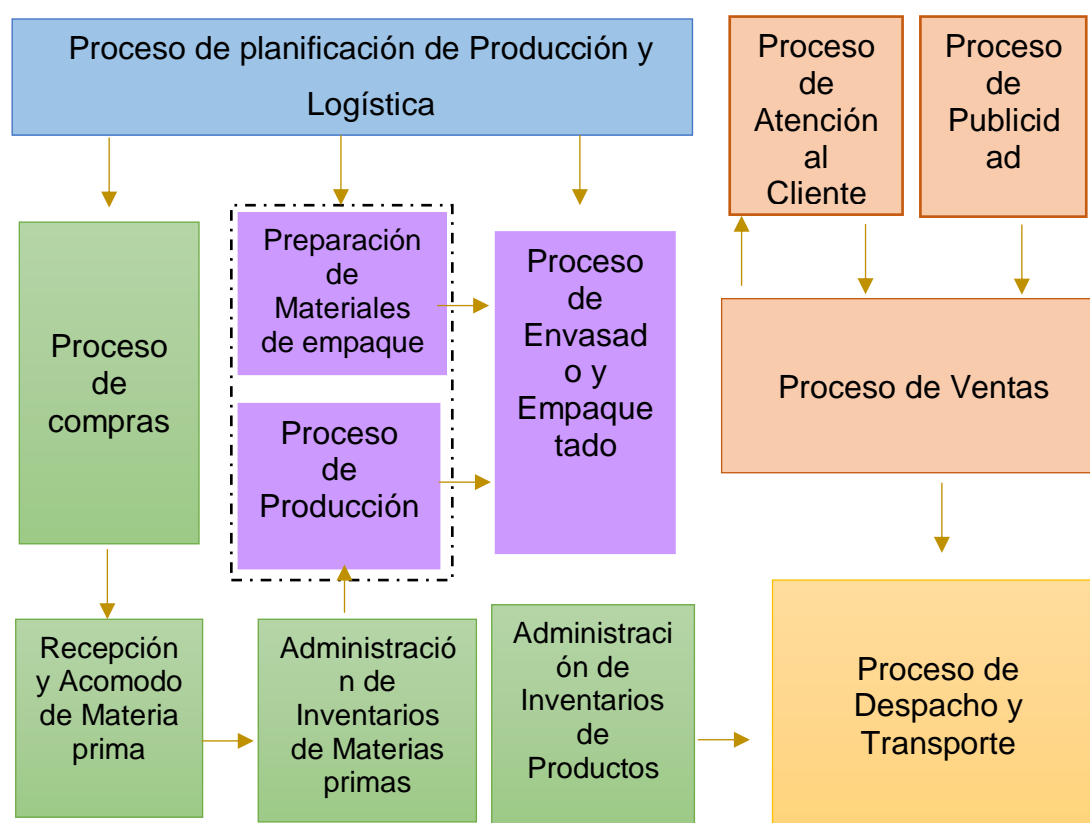 Proceso de planificación de Producción y
Logística
Proceso
de
Atención
al
Cliente
Proceso
de
Publicid
ad
Proceso
de
compras
Preparación
de
Materiales
de empaque
Proceso
de
Producción
Proceso
de
Envasad
o y
Empaque
tado
Proceso de Ventas
Recepción
y Acomodo
de Materia
prima
Administració
n de
Inventarios
de Materias
primas
Administraci
ón de
Inventarios
de
Productos
Proceso de
Despacho y
Transporte